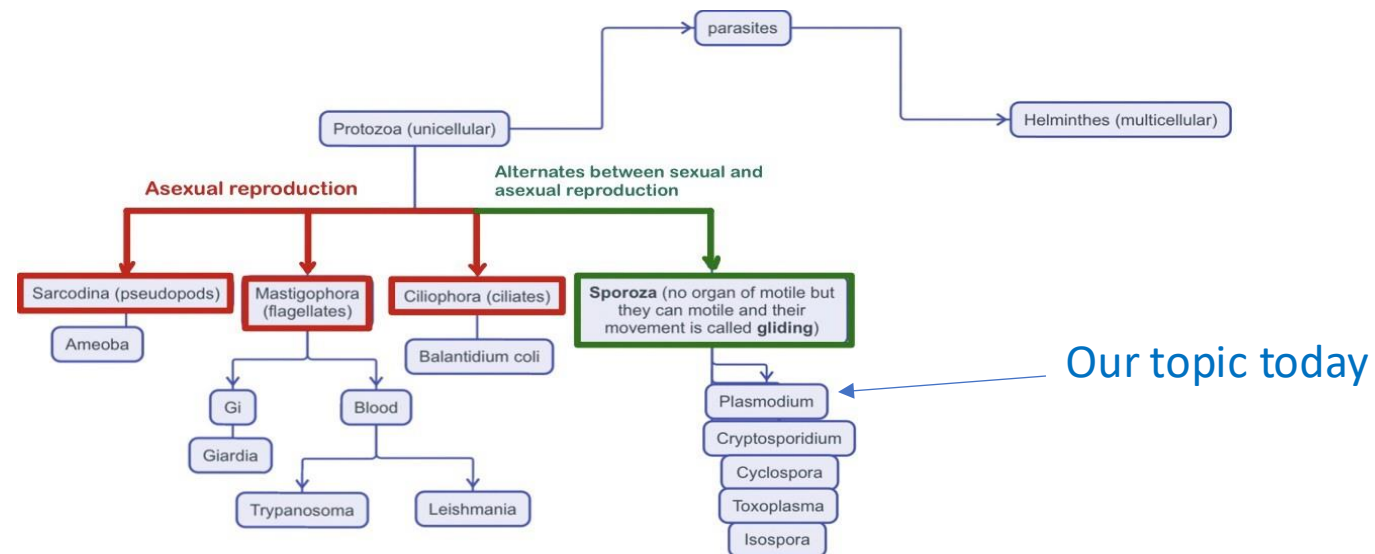 parasites
Protozoa (unicellular)
Helminthes (multicellular)
Asexual reproduction
Alternates between sexual and
asexual reproduction
Sarcodina (pseudopods)
Mastigophora
(flagellates)
Ciliophora (ciliates)
Sporoza (no organ of motile but
they can motile and their
movement is called gliding)
Ameoba
Balantidium coli
Our topic today
Gi
Blood
Plasmodium
Giardia
Cryptosporidium
Cyclospora
Trypanosoma
Leishmania
Toxoplasma
Isospora